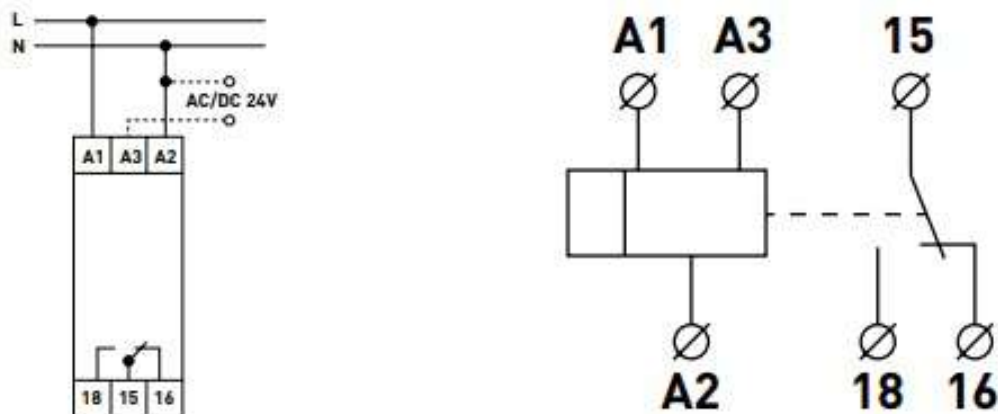 L
N
AC/DC 24V
A1 A3 A2
18 15 16
A1 A3 15
A2 18 16